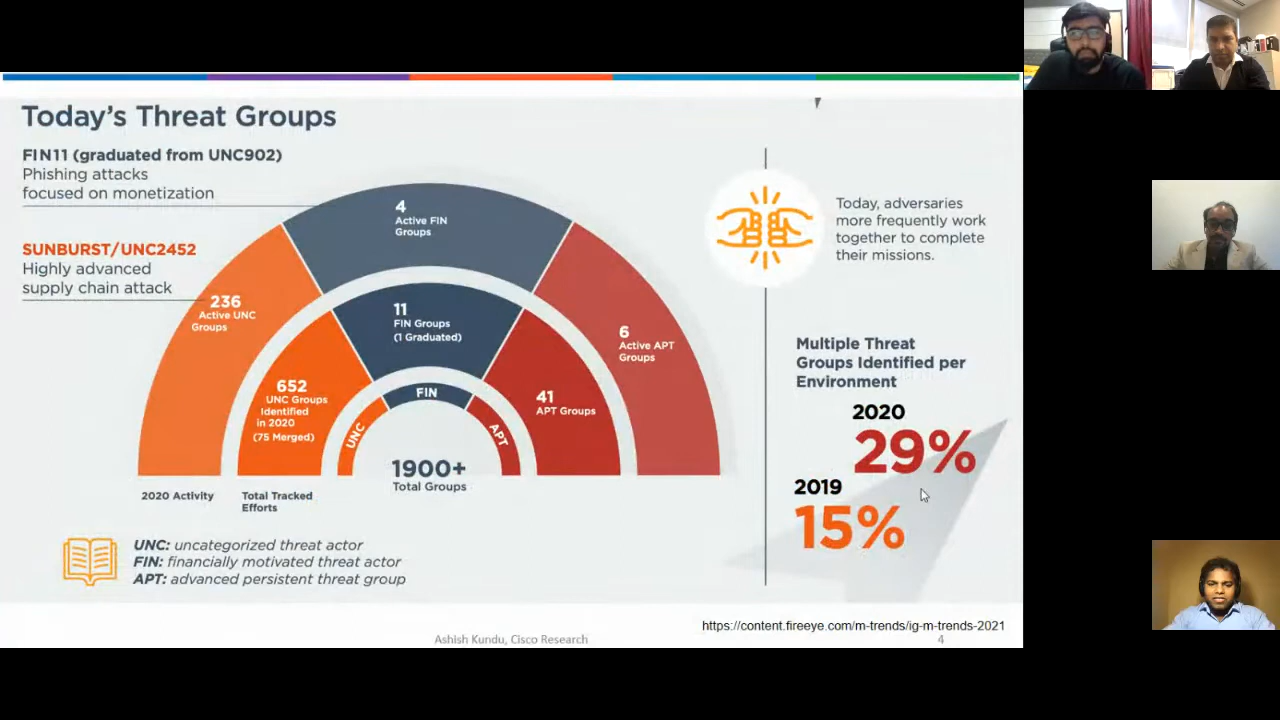 Today's Threat Groups
FIN11 (graduated from UNC902)
Phishing attacks
focused on monetization
SUNBURST/UNC2452
Highly advanced
supply chain attack
236
Active UNC
Groups
4
Active FIN
Groups
6
Active APT
Groups
652
UNC Groups
Identified
in 2020
(75 Merged)
11
FIN Groups
(1 Graduated)
41
APT Groups
UNC
FIN
APT
1900+
Total Groups
2020 Activity
Total Tracked
Efforts
UNC: uncategorized threat actor
FIN: financially motivated threat actor
APT: advanced persistent threat group
Today, adversaries
more frequently work
together to complete
their missions.
Multiple Threat
Groups Identified per
Environment
2020
29%
2019
15%
https://content.fireeye.com/m-trends/ig-m-trends-2021
Ashish Kundu, Cisco Research
4